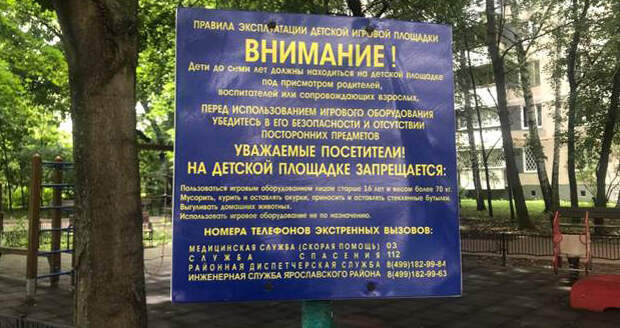 ПРАВИЛА ЭКСПЛУАТАЦИИ ДЕТСКОЙ ИГРОВОЙ ПЛОЩАДКИ
ВНИМАНИЕ !
Дети до семи лет должны находиться на детской площадке
под присмотром родителей,
воспитателей или сопровождающих взрослых.
ПЕРЕД ИСПОЛЬЗОВАНИЕМ ИГРОВОГО ОБОРУДОВАНИЯ
УБЕДИТЕСЬ В ЕГО БЕЗОПАСНОСТИ И ОТСУТСТВИИ
ПОСТОРОННИХ ПРЕДМЕТОВ
УВАЖАЕМЫЕ ПОСЕТИТЕЛИ!
НА ДЕТСКОЙ ПЛОЩАДКЕ ЗАПРЕЩАЕТСЯ:
Пользоваться игровым оборудованием лицам старше 16 лет и весом более 70 кг.
Мусорить, курить и оставлять окурки, приносить и оставлять стеклянные бутылки.
Выгуливать домашних животных.
Использовать игровое оборудование не по назначению.
НОМЕРА ТЕЛЕФОНОВ ЭКСТРЕННЫХ ВЫЗОВОВ:
МЕДИЦИНСКАЯ СЛУЖБА (СКОРАЯ ПОМОЩЬ) 03
СЛУЖБА СПАСЕНИЯ 112
РАЙОННАЯ ДИСПЕТЧЕРСКАЯ СЛУЖБА 8(499)182-99-84
ИНЖЕНЕРНАЯ СЛУЖБА ЯРОСЛАВСКОГО РАЙОНА 8(499)182-99-63